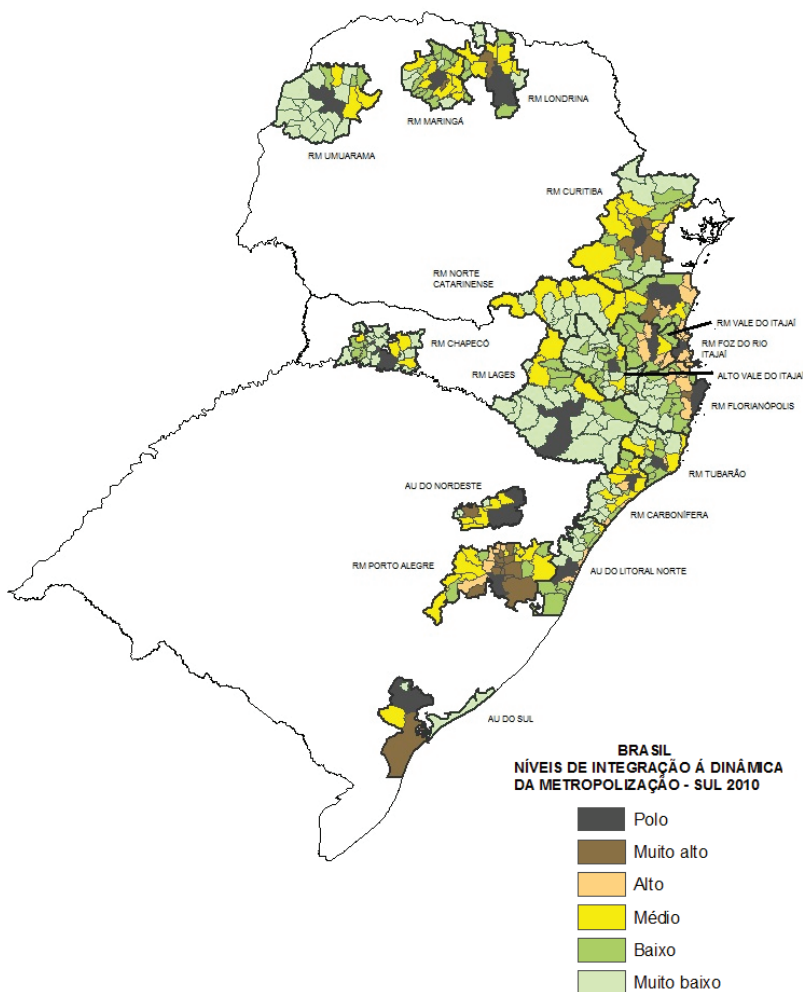 RM LONDRINA
RM MARINGÁ
RM UMUARAMA
RM CURITIBA
RM NORTE
CATARINENSE
RM VALE DO ITAJAÍ
RM CHAPECÓ
RM FOZ DO RIO
ITAJAÍ
RM LAGES
ALTO VALE DO ITAJAÍ
RM FLORIANÓPOLIS
RM TUBARÃO
AU DO NORDESTE
RM CARBONÍFERA
RM PORTO ALEGRE
AU DO LITORAL NORTE
AU DO SUL
BRASIL
NÍVEIS DE INTEGRAÇÃO Á DINÂMICA
DA METROPOLIZAÇÃO - SUL 2010
Polo
Muito alto
Alto
Médio
Baixo
Muito baixo